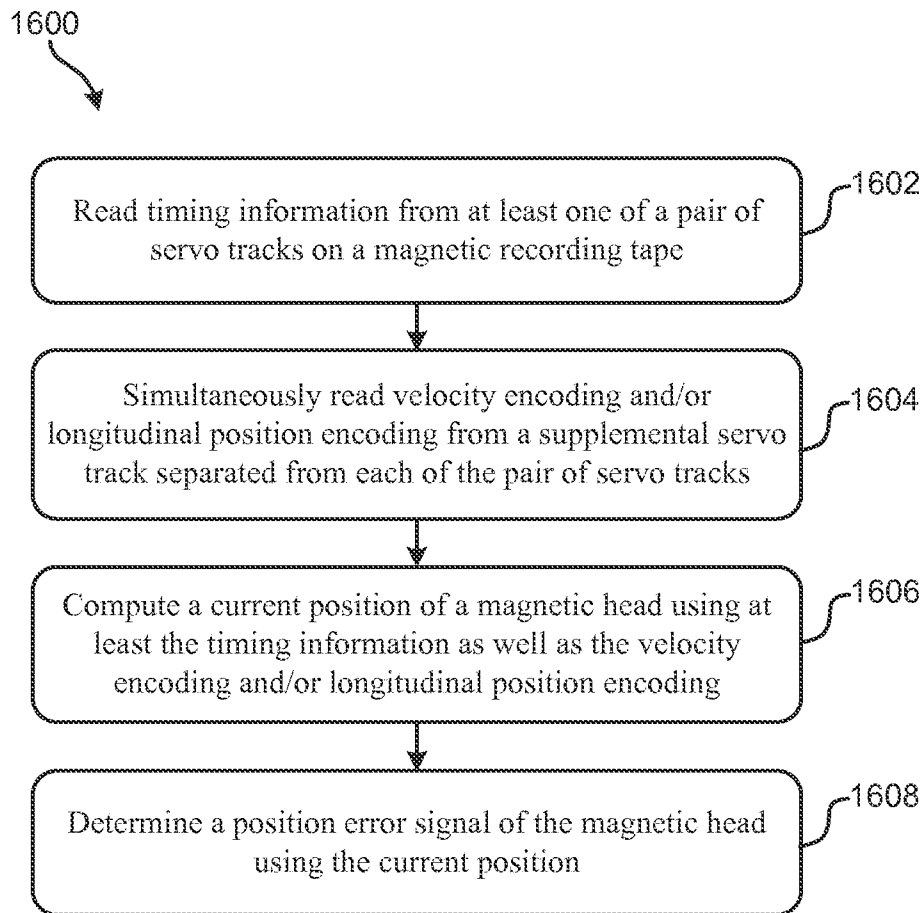 1600
Read timing information from at least one of a pair of
servo tracks on a magnetic recording tape
1602
Simultaneously read velocity encoding and/or
longitudinal position encoding from a supplemental servo
track separated from each of the pair of servo tracks
1604
Compute a current position of a magnetic head using at
least the timing information as well as the velocity
encoding and/or longitudinal position encoding
1606
Determine a position error signal of the magnetic head
using the current position
1608